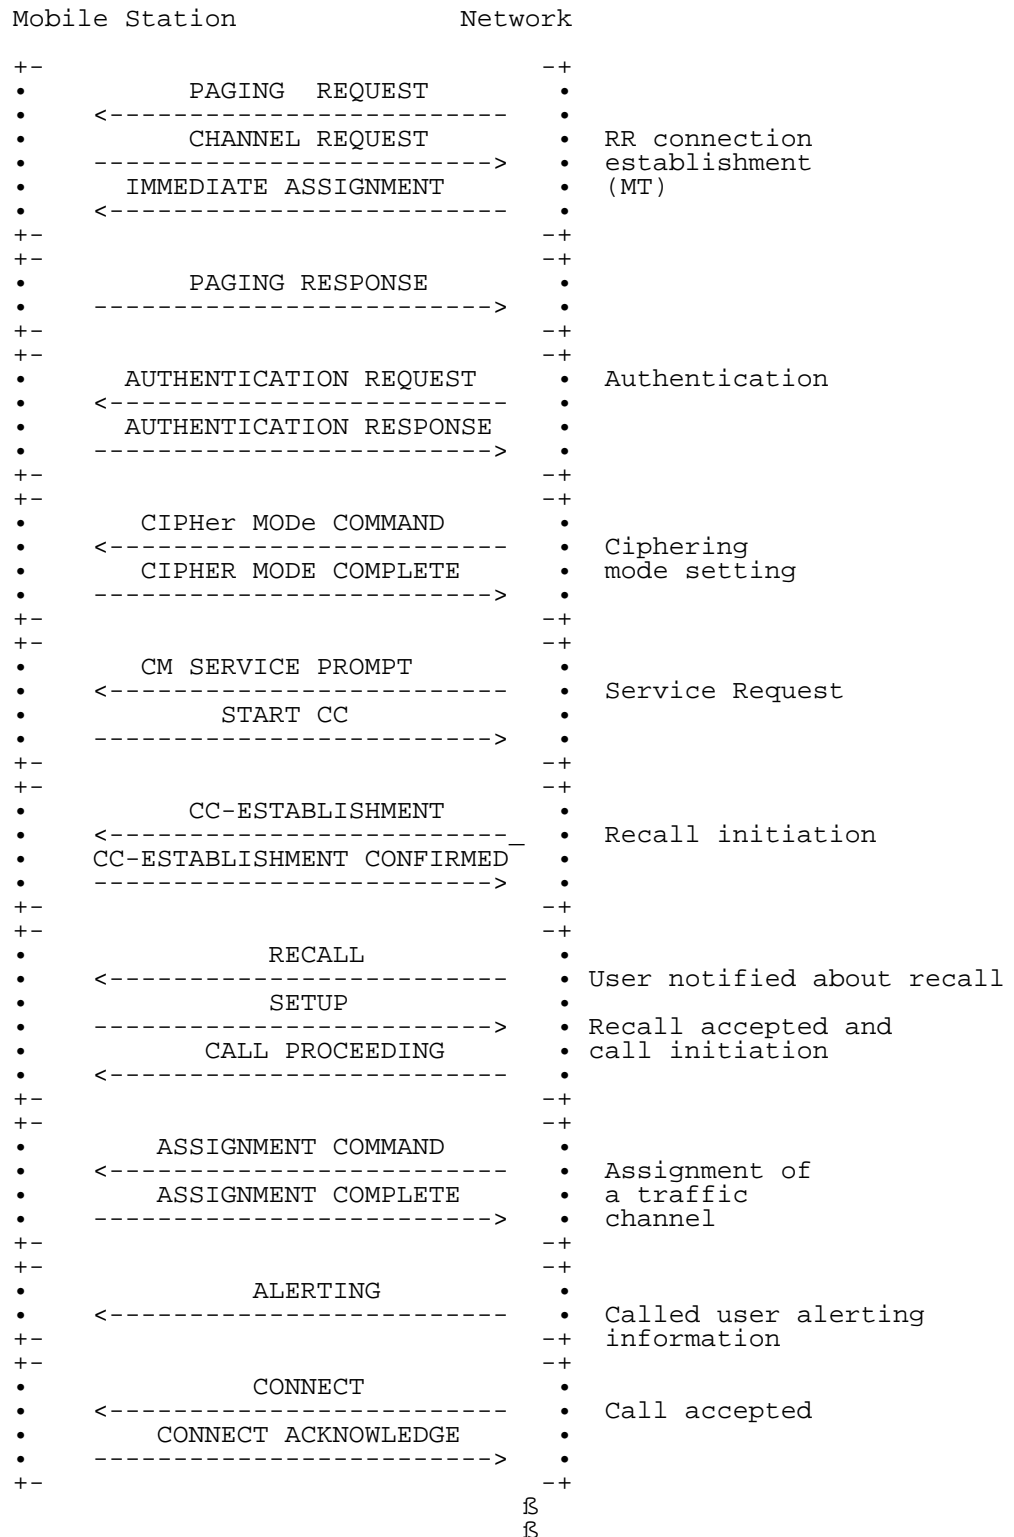 Mobile Station Network
+- -+
• PAGING REQUEST •
• <------------------------- •
• CHANNEL REQUEST • RR connection
• -------------------------> • establishment
• IMMEDIATE ASSIGNMENT • (MT)
• <------------------------- •
+- -+
+- -+
• PAGING RESPONSE •
• -------------------------> •
+- -+
+- -+
• AUTHENTICATION REQUEST • Authentication
• <------------------------- •
• AUTHENTICATION RESPONSE •
• -------------------------> •
+- -+
+- -+
• CIPHer MODe COMMAND •
• <------------------------- • Ciphering
• CIPHER MODE COMPLETE • mode setting
• -------------------------> •
+- -+
+- -+
• CM SERVICE PROMPT •
• <------------------------- • Service Request
• START CC •
• -------------------------> •
+- -+
+- -+
• CC-ESTABLISHMENT •
• <-------------------------_ • Recall initiation
• CC-ESTABLISHMENT CONFIRMED •
• -------------------------> •
+- -+
+- -+
• RECALL •
• <------------------------- • User notified about recall
• SETUP •
• -------------------------> • Recall accepted and
• CALL PROCEEDING • call initiation
• <------------------------- •
+- -+
+- -+
• ASSIGNMENT COMMAND •
• <------------------------- • Assignment of
• ASSIGNMENT COMPLETE • a traffic
• -------------------------> • channel
+- -+
+- -+
• ALERTING •
• <------------------------- • Called user alerting
+- -+ information
+- -+
• CONNECT •
• <------------------------- • Call accepted
• CONNECT ACKNOWLEDGE •
• -------------------------> •
+- -+
ß
ß